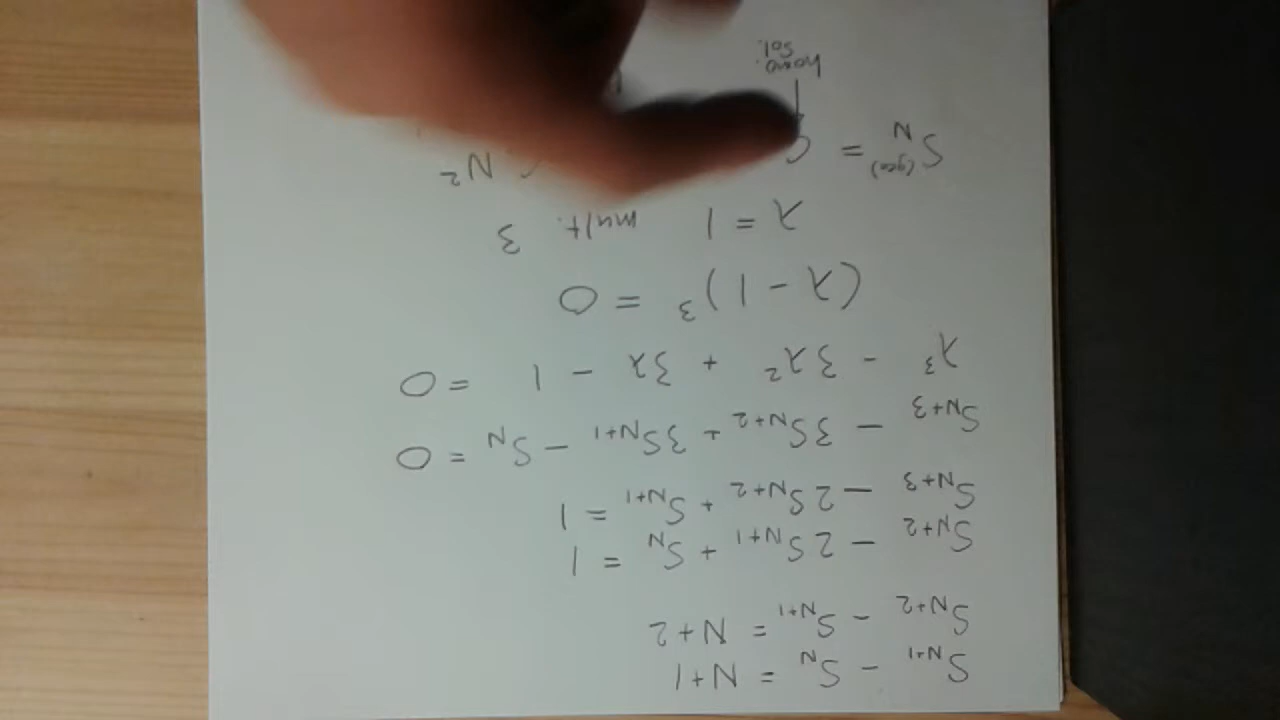 S_{N+1} - S_N = N+1
S_{N+2} - S_{N+1} = N+2
S_{N+2} - 2S_{N+1} + S_N = 1
S_{N+3} - 2S_{N+2} + S_{N+1} = 1
S_{N+3} - 3S_{N+2} + 3S_{N+1} - S_N = 0
λ³ - 3λ² + 3λ - 1 = 0
(λ - 1)³ = 0
λ = 1 mult. 3
S_N^{(gen)} = N²
homo.
sol.